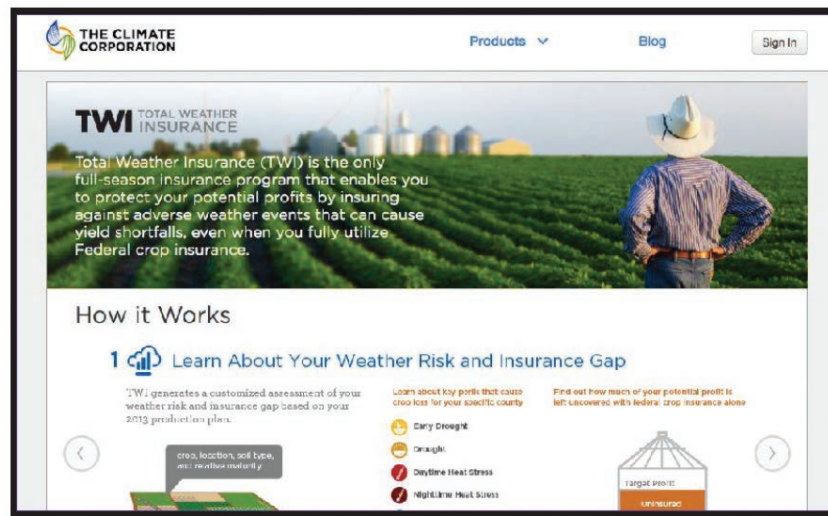 THE CLIMATE
CORPORATION
Products
Blog
Sign In
TWI TOTAL WEATHER
INSURANCE
Total Weather Insurance (TWI) is the only
full-season insurance program that enables you
to protect your potential profits by insuring
against adverse weather events that can cause
yield shortfalls, even when you fully utilize
Federal crop insurance.
How it Works
1 Learn About Your Weather Risk and Insurance Gap
TWI generates a customized assessment of your
weather risk and insurance gap based on your
2013 production plan.
crop, location, soil type,
and relative maturity
Learn about key perils that cause
crop loss for your specific county
Early Drought
Drought
Daytime Heat Stress
Nighttime Heat Stress
Find out how much of your potential profit is
left uncovered with federal crop insurance alone
Target Profit
Uninsured